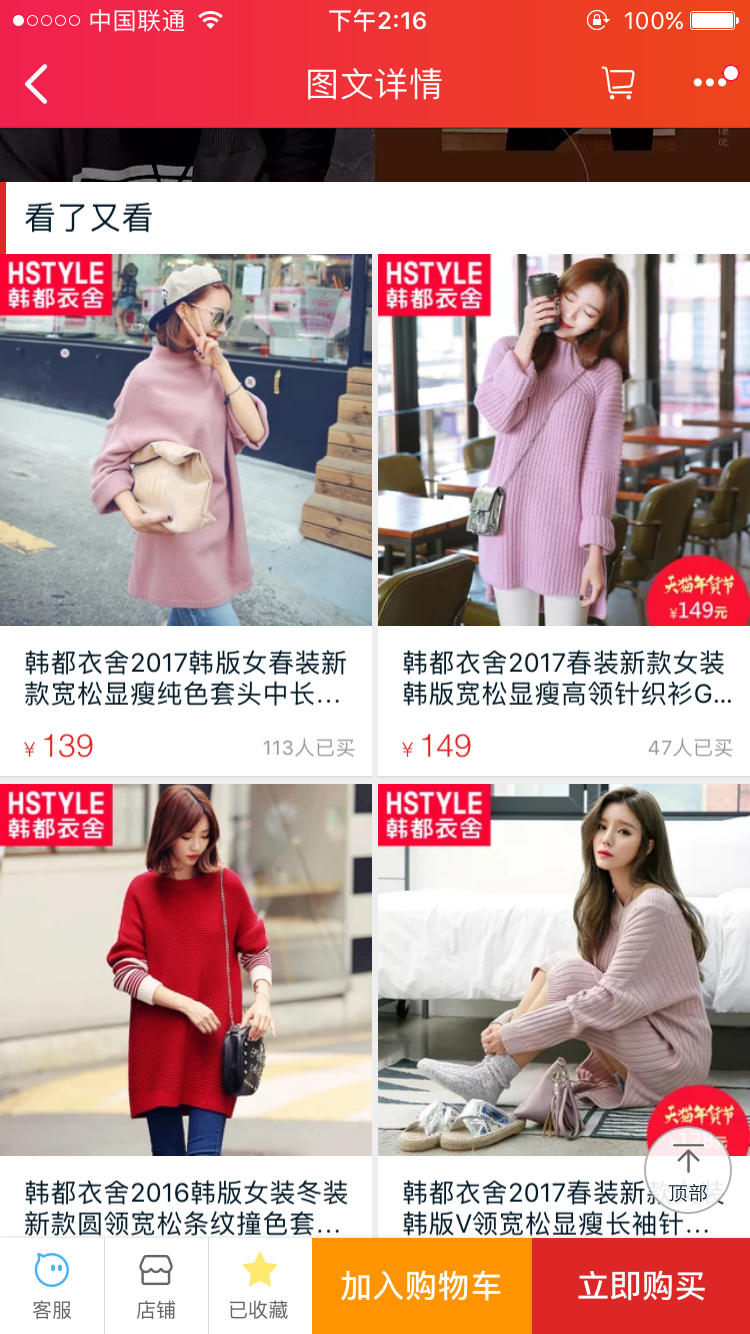 中国联通
下午2:16
100%
图文详情
看了又看
HSTYLE
韩都衣舍
HSTYLE
韩都衣舍
天猫年货节
¥149元
韩都衣舍2017韩版女春装新
款宽松显瘦纯色套头中长...
韩都衣舍2017春装新款女装
韩版宽松显瘦高领针织衫G...
¥ 139
113人已买
¥ 149
47人已买
HSTYLE
韩都衣舍
HSTYLE
韩都衣舍
天猫年货节
顶部
韩都衣舍2016韩版女装冬装
新款圆领宽松条纹撞色套...
韩都衣舍2017春装新款女装
韩版V领宽松显瘦长袖针...
客服
店铺
已收藏
加入购物车
立即购买